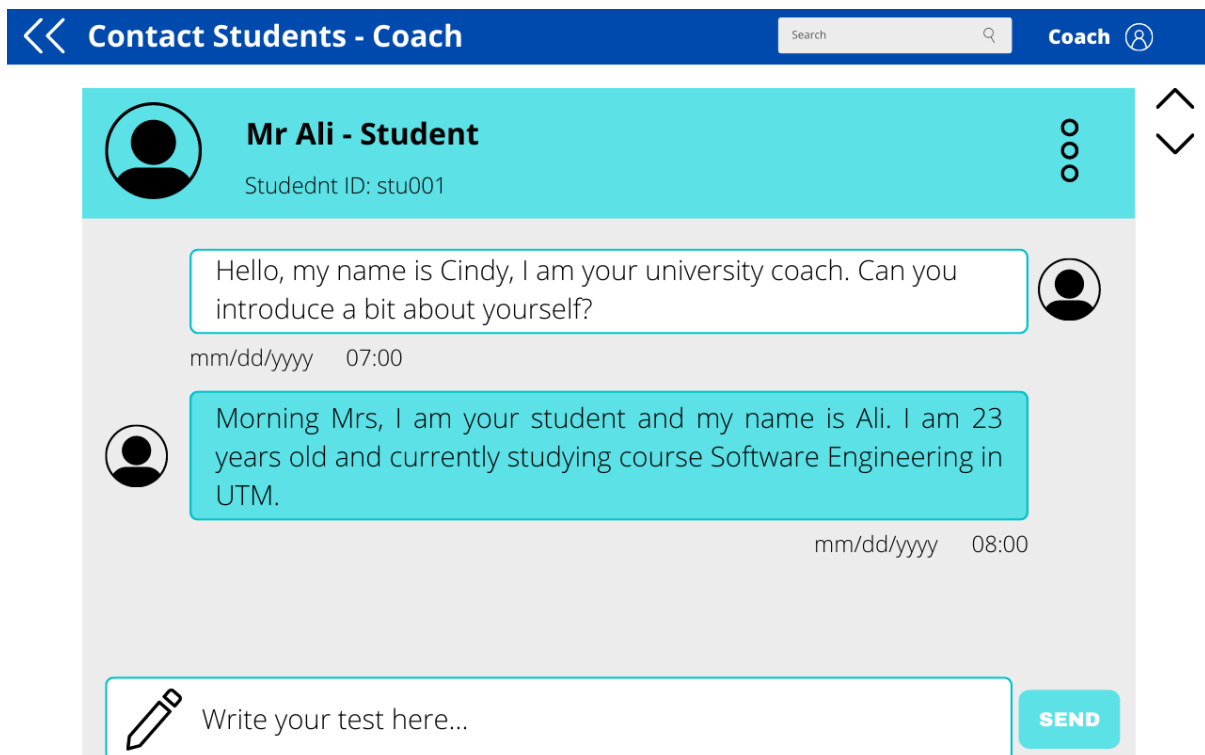 Contact Students - Coach
Search
Coach
Mr Ali - Student
Studednt ID: stu001
Hello, my name is Cindy, I am your university coach. Can you
introduce a bit about yourself?
mm/dd/yyyy 07:00
Morning Mrs, I am your student and my name is Ali. I am 23
years old and currently studying course Software Engineering in
UTM.
mm/dd/yyyy 08:00
Write your test here...
SEND